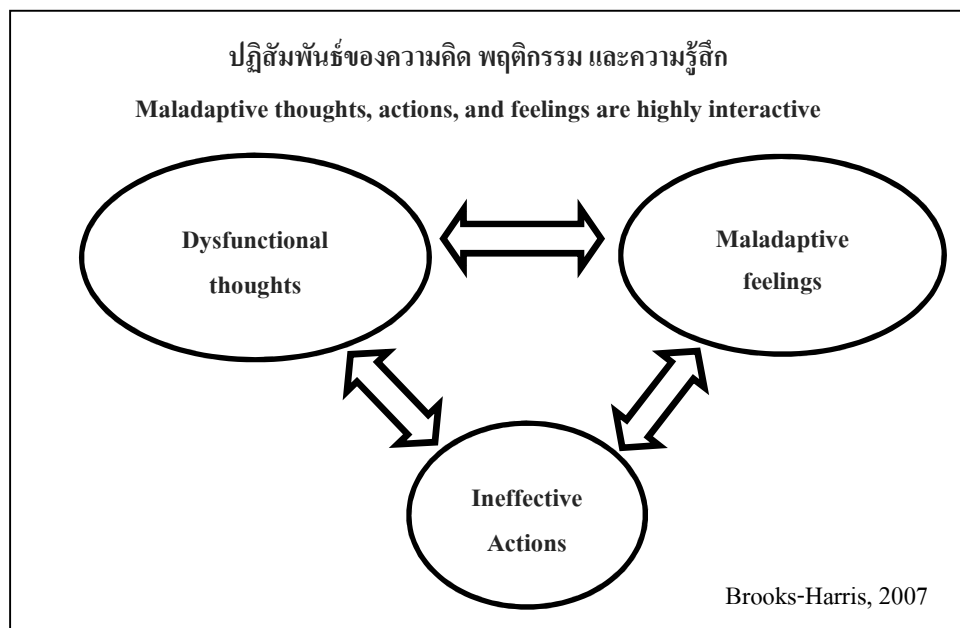 ปฏิสัมพันธ์ของความคิด พฤติกรรม และความรู้สึก
Maladaptive thoughts, actions, and feelings are highly interactive
Dysfunctional
thoughts
Maladaptive
feelings
Ineffective
Actions
Brooks-Harris, 2007